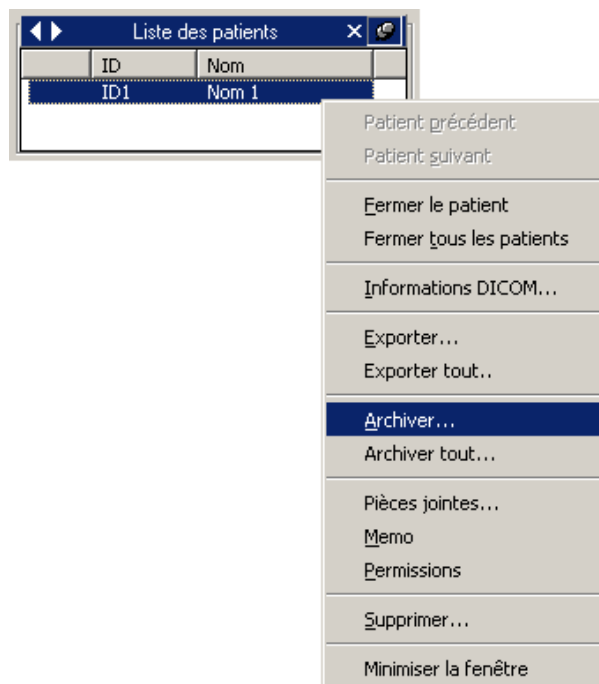 Liste des patients
ID Nom
ID1 Nom 1
Patient précédent
Patient suivant
Fermer le patient
Fermer tous les patients
Informations DICOM...
Exporter...
Exporter tout..
Archiver...
Archiver tout...
Pièces jointes...
Memo
Permissions
Supprimer...
Minimiser la fenêtre